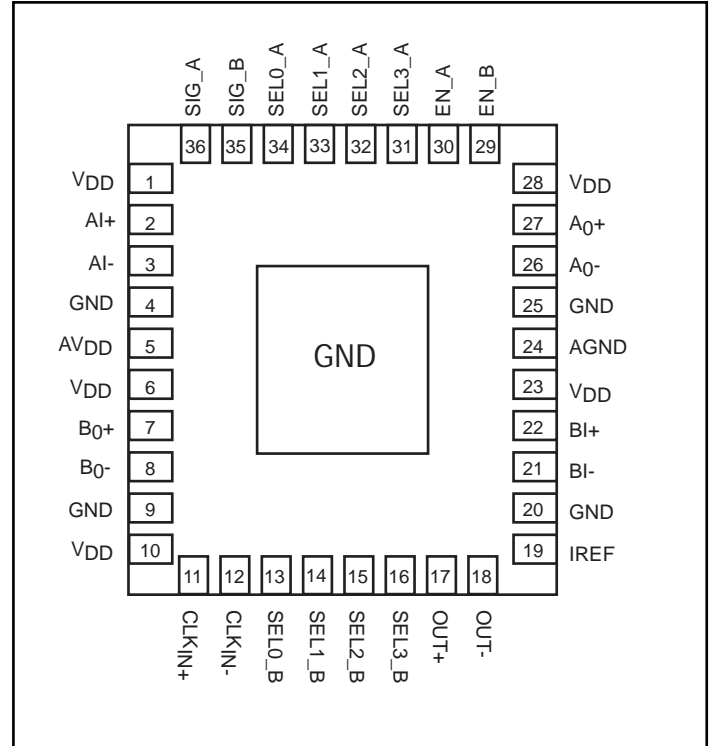 SIG_A
SIG_B
SEL0_A
SEL1_A
SEL2_A
SEL3_A
EN_A
EN_B
36 35 34 33 32 31 30 29
VDD 1
AI+ 2
AI- 3
GND 4
AVDD 5
VDD 6
B0+ 7
B0- 8
GND 9
VDD 10
GND
28 VDD
27 A0+
26 A0-
25 GND
24 AGND
23 VDD
22 BI+
21 BI-
20 GND
19 IREF
11 12 13 14 15 16 17 18
CLKIN+
CLKIN-
SEL0_B
SEL1_B
SEL2_B
SEL3_B
OUT+
OUT-